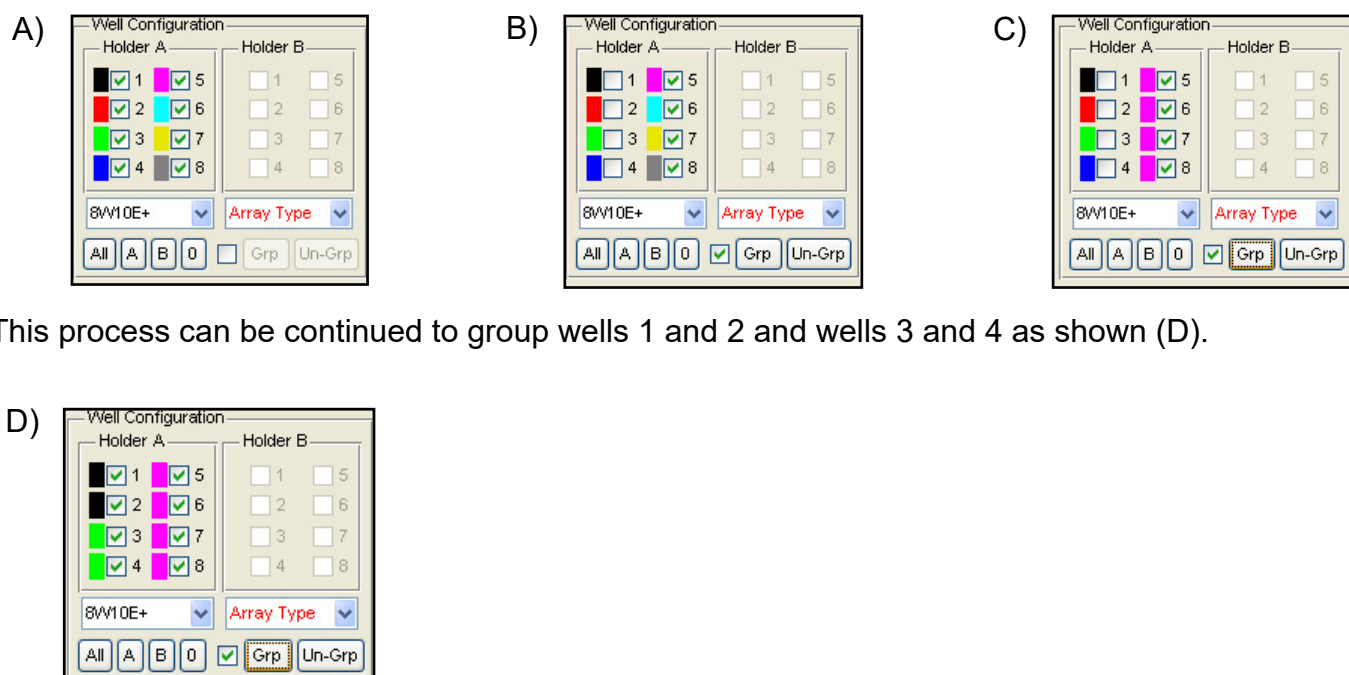 A) B) C)
Well Configuration
Holder A Holder B
1 5 1 5
2 6 2 6
3 7 3 7
4 8 4 8
8W10E+ Array Type
All A B 0 Grp Un-Grp
Well Configuration
Holder A Holder B
1 5 1 5
2 6 2 6
3 7 3 7
4 8 4 8
8W10E+ Array Type
All A B 0 Grp Un-Grp
Well Configuration
Holder A Holder B
1 5 1 5
2 6 2 6
3 7 3 7
4 8 4 8
8W10E+ Array Type
All A B 0 Grp Un-Grp
This process can be continued to group wells 1 and 2 and wells 3 and 4 as shown (D).
D)
Well Configuration
Holder A Holder B
1 5 1 5
2 6 2 6
3 7 3 7
4 8 4 8
8W10E+ Array Type
All A B 0 Grp Un-Grp